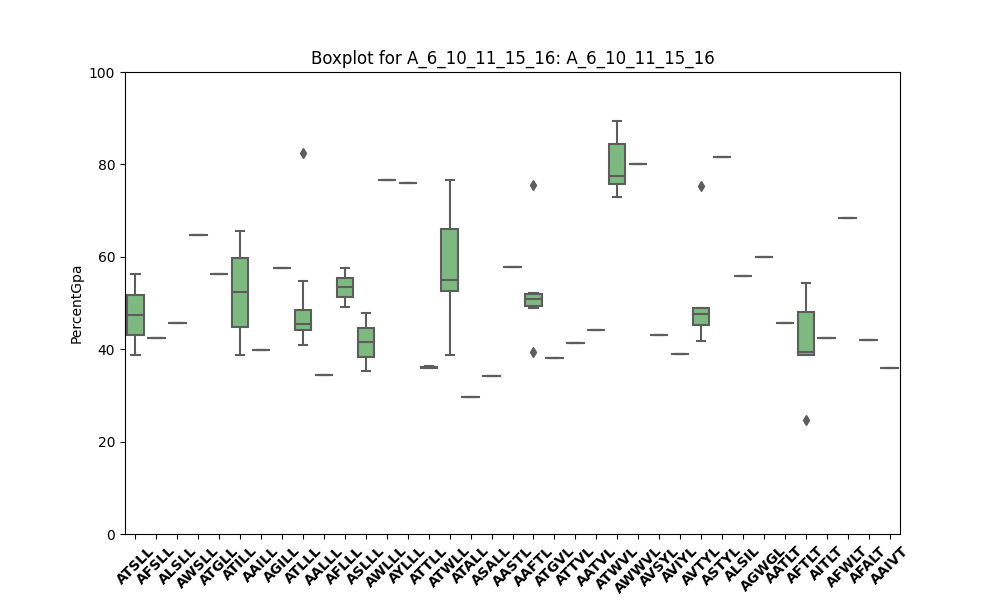 Boxplot for A_6_10_11_15_16: A_6_10_11_15_16
100
80
60
40
20
0
PercentGpa
ATSLL AFSLL ALSLL AWSLL ATGLL ATILL AAILL AGILL ATLLL AALLL AFLLL ASLLL AWLLL AYLLL ATTLL ATWLL ATALL ASALL AASTL AAFTL ATGVL ATTVL AATVL ATWVL AWWVL AVSYL AVIYL AVTYL ASTYL ALSIL AGWGL AATLT AFTLT AITLT AFWLT AFALT AAIVT